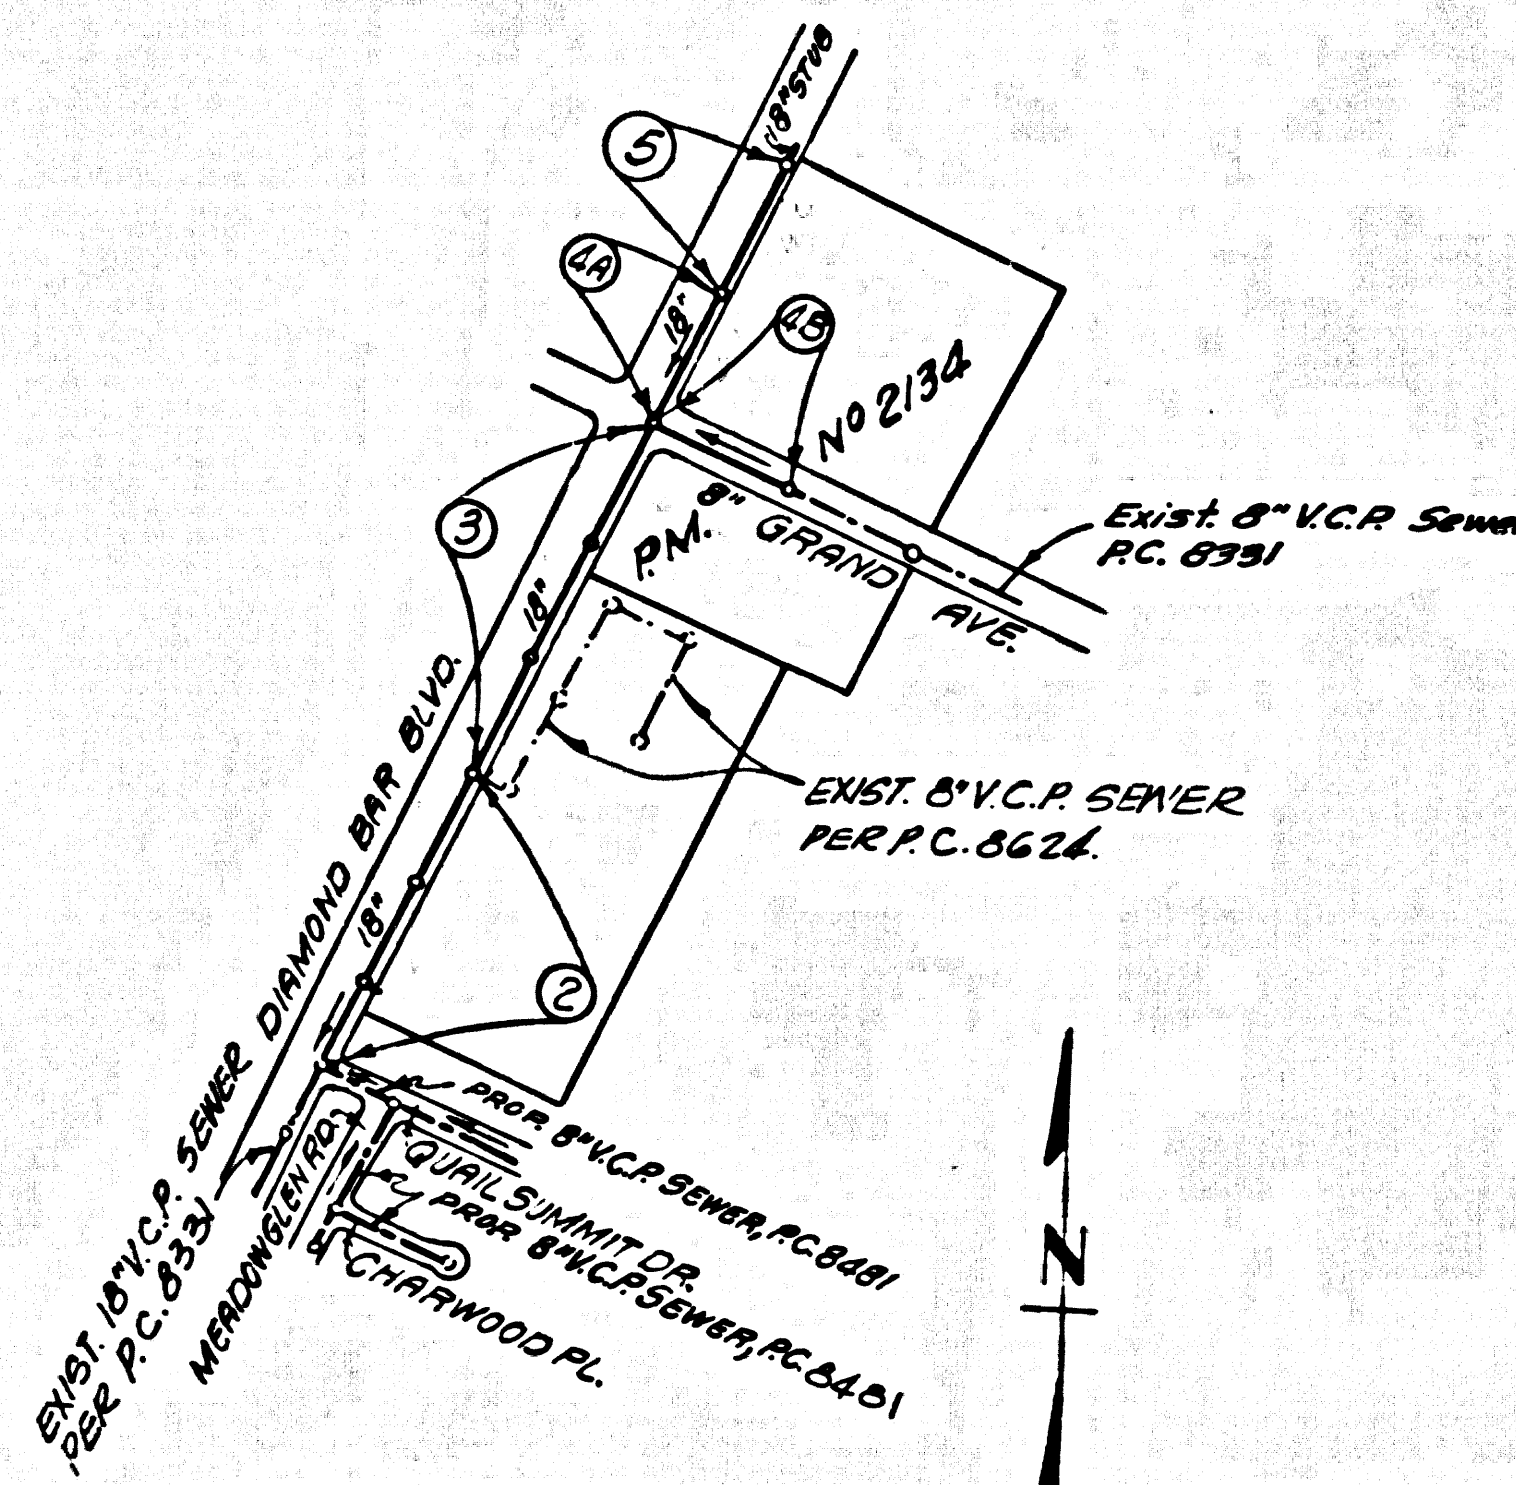 18" STUB
5
4A
18"
4B
NO 2134
3
8"
P.M.
GRAND
AVE.
Exist. 8" V.C.P. Sewer
P.C. 8331
18"
EXIST. 8" V.C.P. SEWER
PER P.C. 8624.
DIAMOND BAR BLVD.
18"
2
EXIST. 18" V.C.P. SEWER
PER P.C. 8331
MEADOWGLEN RD.
PROP. 8" V.C.P. SEWER, P.C. 8481
QUAIL SUMMIT DR.
PROP. 8" V.C.P. SEWER, P.C. 8481
CHARWOOD PL.
N